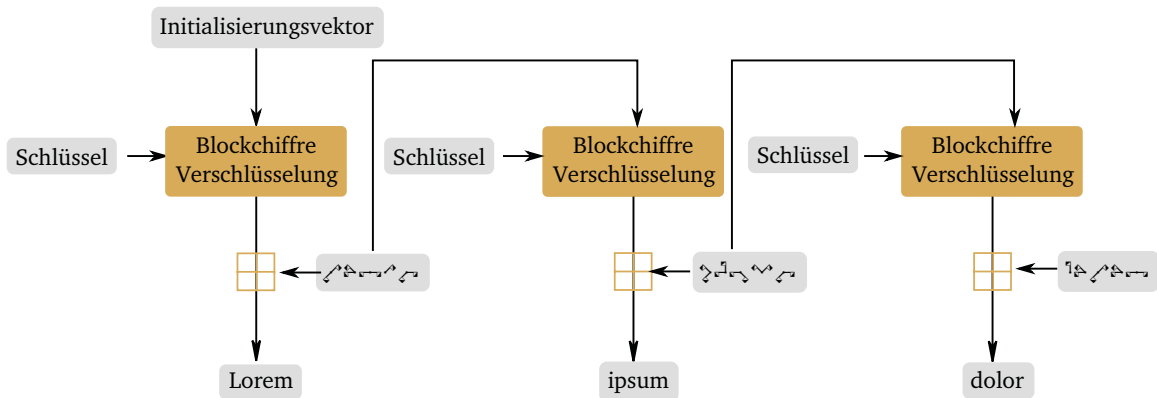 Initialisierungsvektor
Schlüssel
Blockchiffre
Verschlüsselung
Schlüssel
Blockchiffre
Verschlüsselung
Schlüssel
Blockchiffre
Verschlüsselung
Lorem
ipsum
dolor